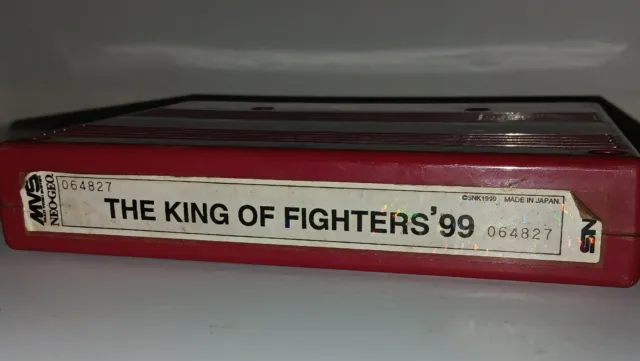 MVS
NEO•GEO
064827
THE KING OF FIGHTERS '99
©SNK1999 MADE IN JAPAN.
064827
SNK